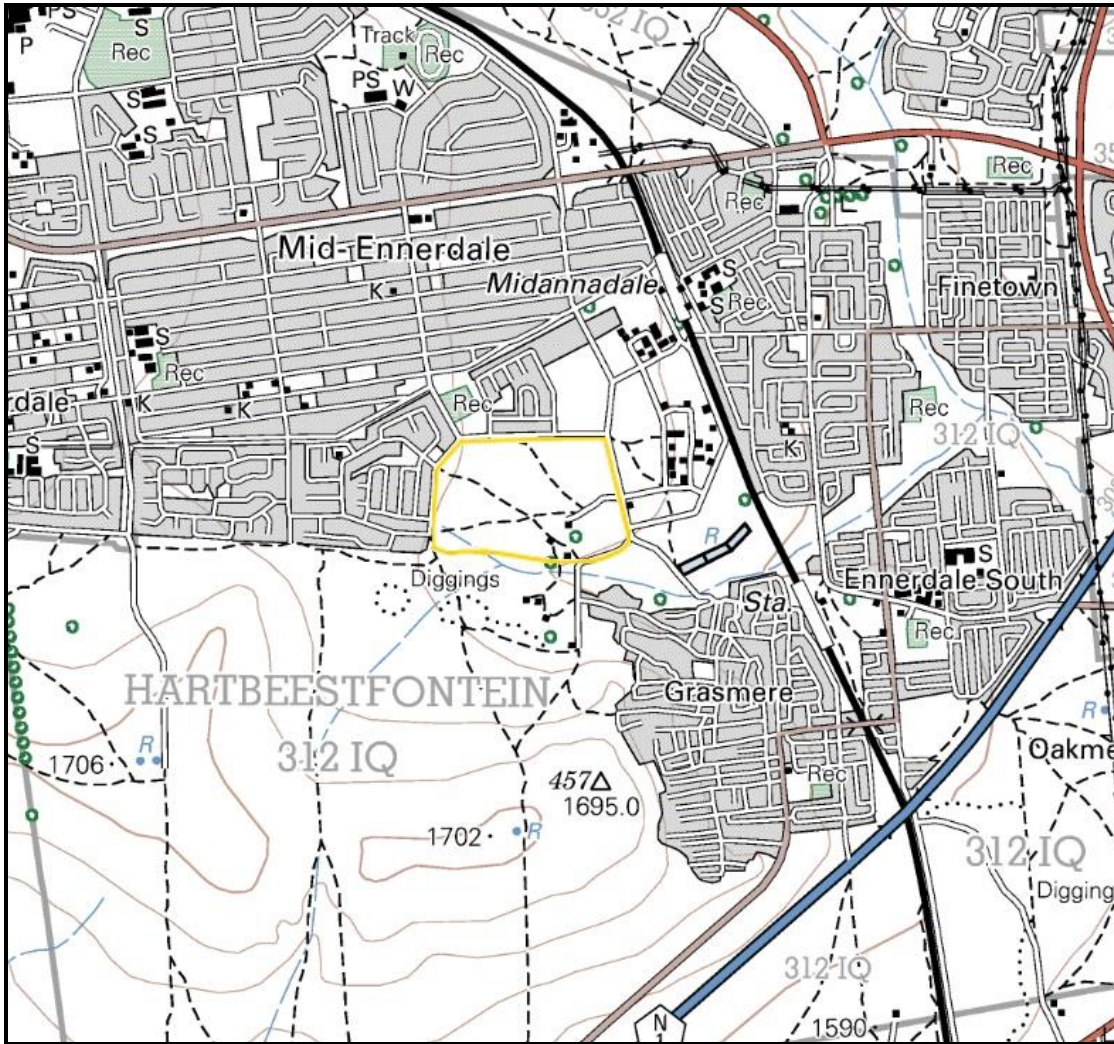 PS
S
352 IQ
P
Rec
Track
Rec
PS
W
S
S
35
Rec
Rec
Mid-Ennerdale
Midannadale
S
Rec
S
Finetown
K
S
Rec
Rec
Rec
312 IQ
rdale
K
K
K
S
R
S
Diggings
Ennerdale South
Sta.
Rec
HARTBEESTFONTEIN
Grasmere
R
R
312 IQ
Oakme
1706
457
1695.0
Rec
1702
R
312 IQ
Digging
312 IQ
N
1590